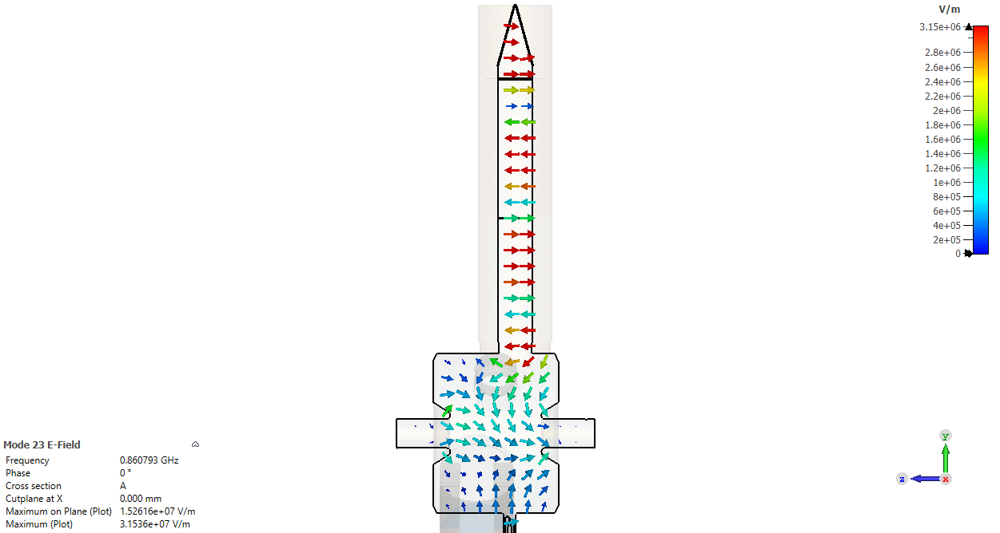 V/m
3.15e+06
2.8e+06
2.6e+06
2.4e+06
2.2e+06
2e+06
1.8e+06
1.6e+06
1.4e+06
1.2e+06
1e+06
8e+05
6e+05
4e+05
2e+05
0
Mode 23 E-Field
Frequency 0.860793 GHz
Phase 0 °
Cross section A
Cutplane at X 0.000 mm
Maximum on Plane (Plot) 1.52616e+07 V/m
Maximum (Plot) 3.1536e+07 V/m
y
z
x